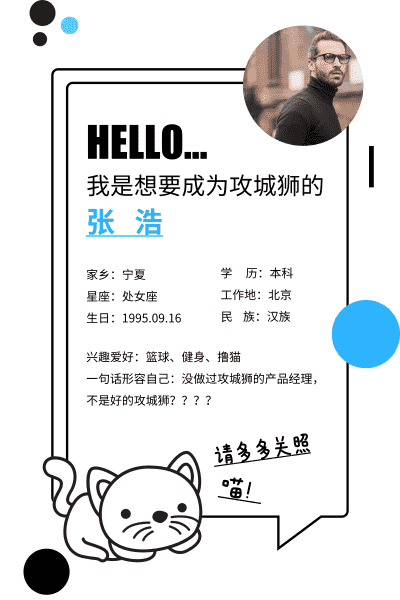 HELLO...
我是想要成为攻城狮的
张 浩
家乡：宁夏 学 历：本科
星座：处女座 工作地：北京
生日：1995.09.16 民 族：汉族
兴趣爱好：篮球、健身、撸猫
一句话形容自己：没做过攻城狮的产品经理，
不是好的攻城狮？？？？
请多多关照
喵！